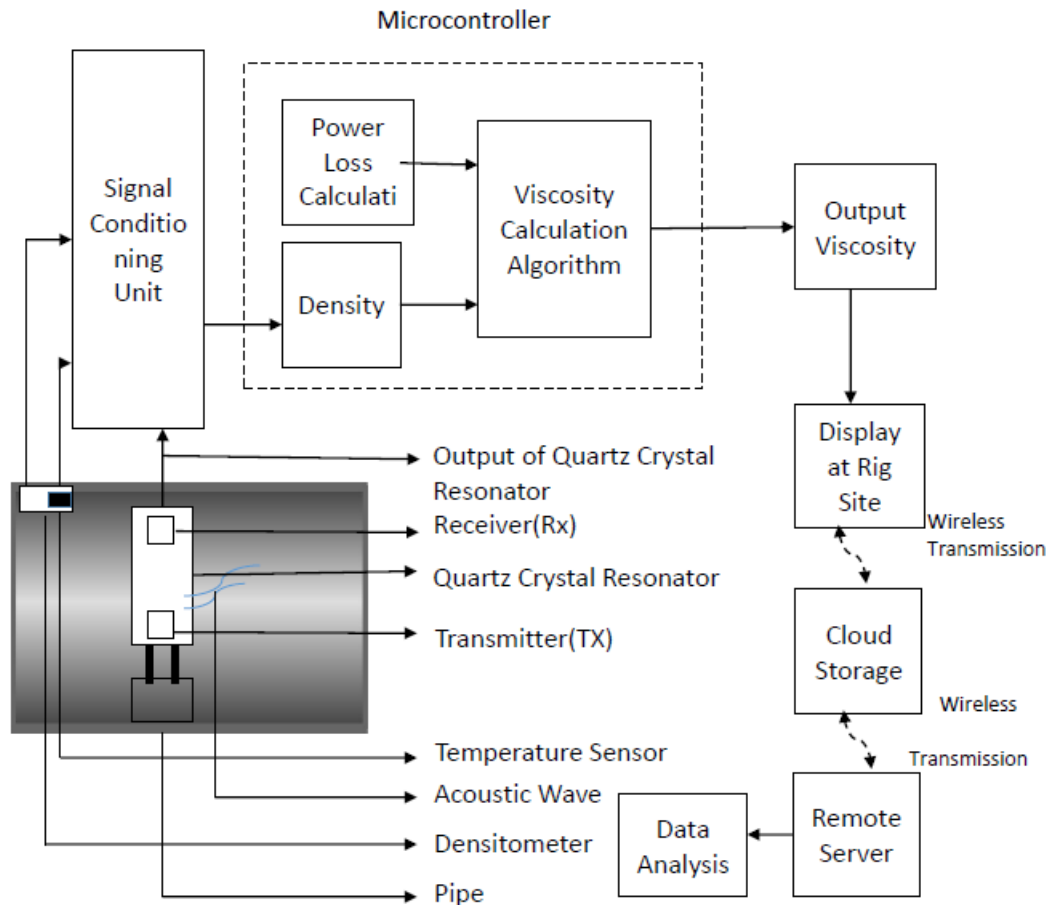 Microcontroller
Signal
Conditio
ning
Unit
Power
Loss
Calculati
Density
Viscosity
Calculation
Algorithm
Output
Viscosity
Display
at Rig
Site
Wireless
Transmission
Cloud
Storage
Wireless
Transmission
Remote
Server
Data
Analysis
Output of Quartz Crystal
Resonator
Receiver(Rx)
Quartz Crystal Resonator
Transmitter(TX)
Temperature Sensor
Acoustic Wave
Densitometer
Pipe